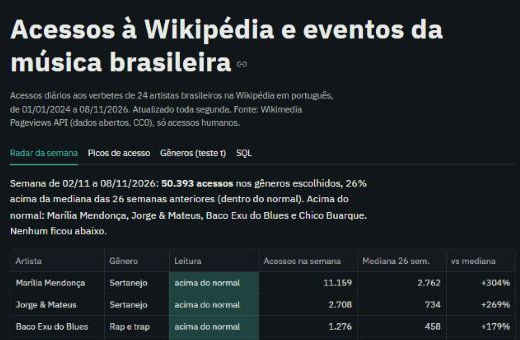 Acessos à Wikipédia e eventos da
música brasileira
Acessos diários aos verbetes de 24 artistas brasileiros na Wikipédia em português,
de 01/01/2024 a 08/11/2026. Atualizado toda segunda. Fonte: Wikimedia
Pageviews API (dados abertos, CC0), só acessos humanos.
Radar da semana Picos de acesso Gêneros (teste t) SQL
Semana de 02/11 a 08/11/2026: 50.393 acessos nos gêneros escolhidos, 26%
acima da mediana das 26 semanas anteriores (dentro do normal). Acima do
normal: Marília Mendonça, Jorge & Mateus, Baco Exu do Blues e Chico Buarque.
Nenhum ficou abaixo.
Artista Gênero Leitura Acessos na semana Mediana 26 sem. vs mediana
Marília Mendonça Sertanejo acima do normal 11.159 2.762 +304%
Jorge & Mateus Sertanejo acima do normal 2.708 734 +269%
Baco Exu do Blues Rap e trap acima do normal 1.276 458 +179%